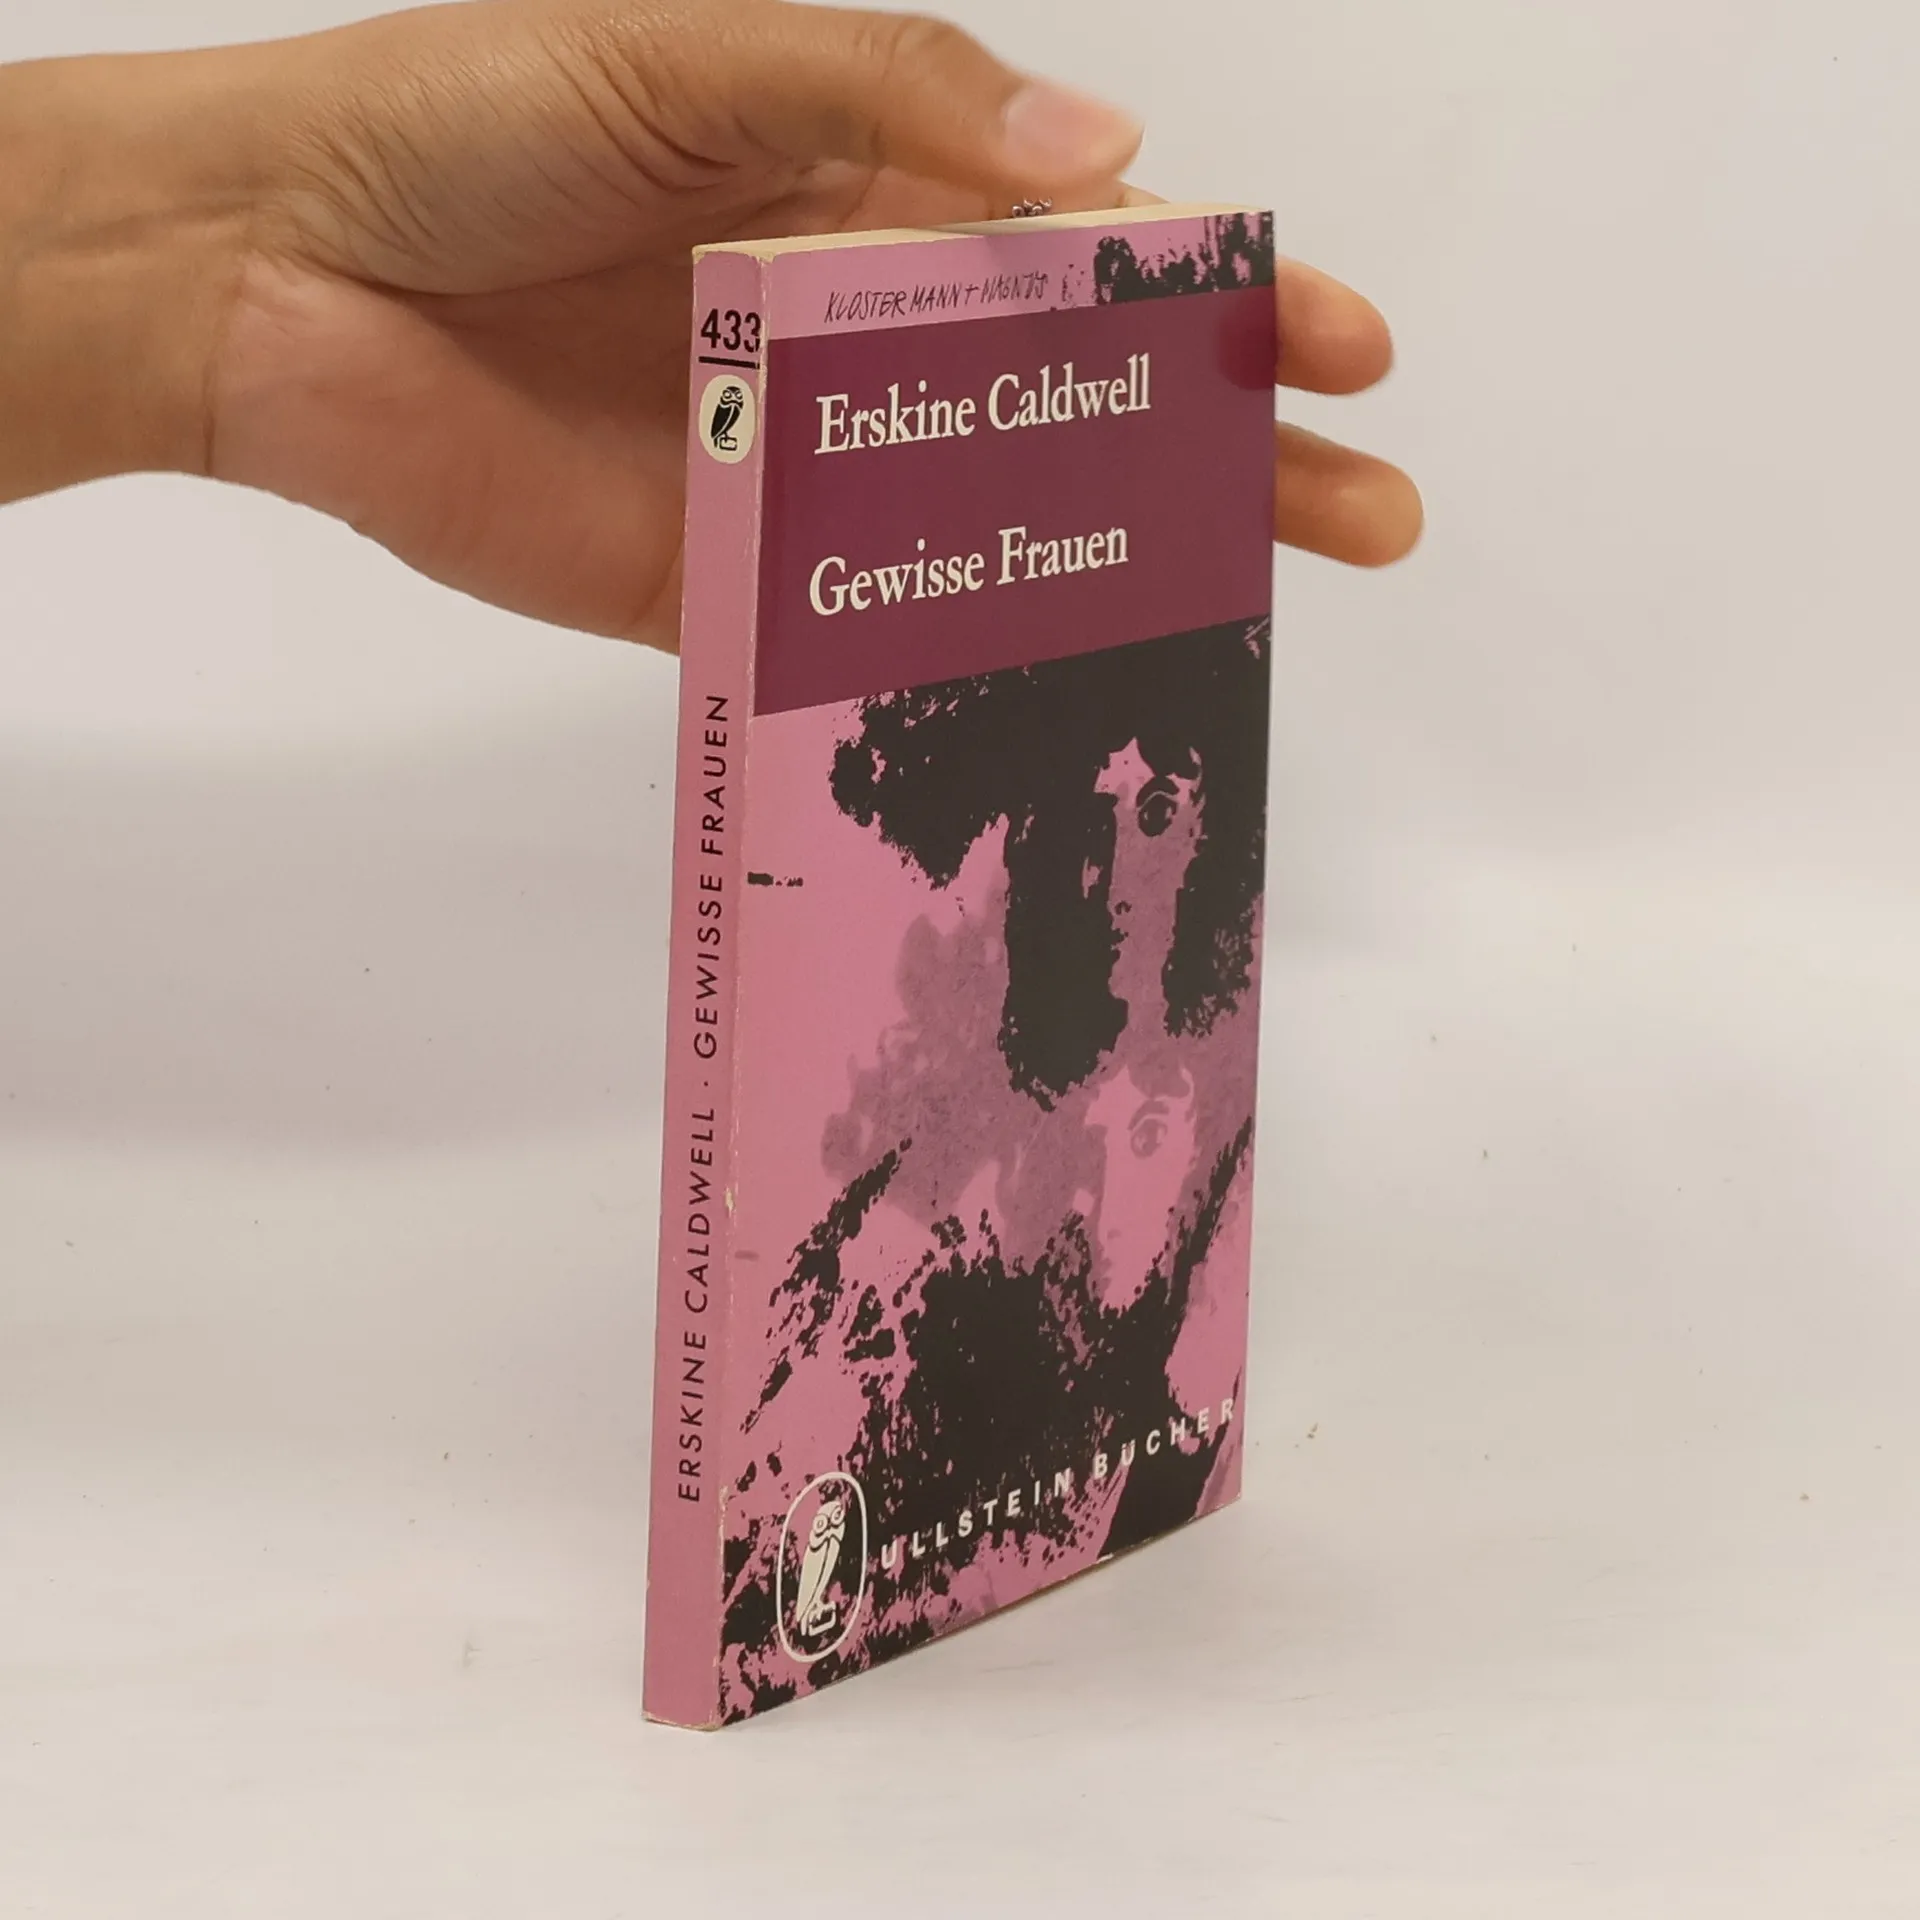 433
ERSKINE CALDWELL · GEWISSE FRAUEN
KLOSTERMANN + MAGNUS
Erskine Caldwell
Gewisse Frauen
ULLSTEIN BÜCHER